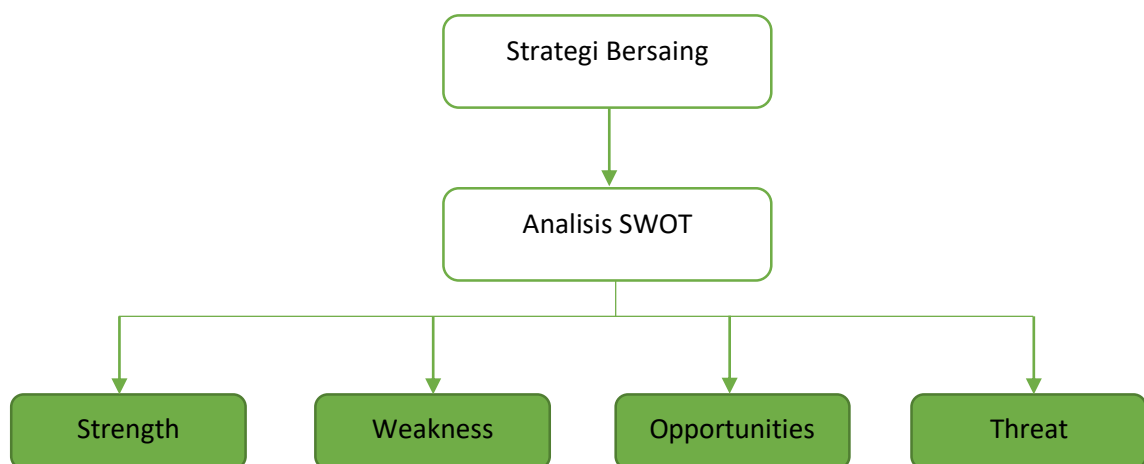 Strategi Bersaing
Analisis SWOT
Strength
Weakness
Opportunities
Threat